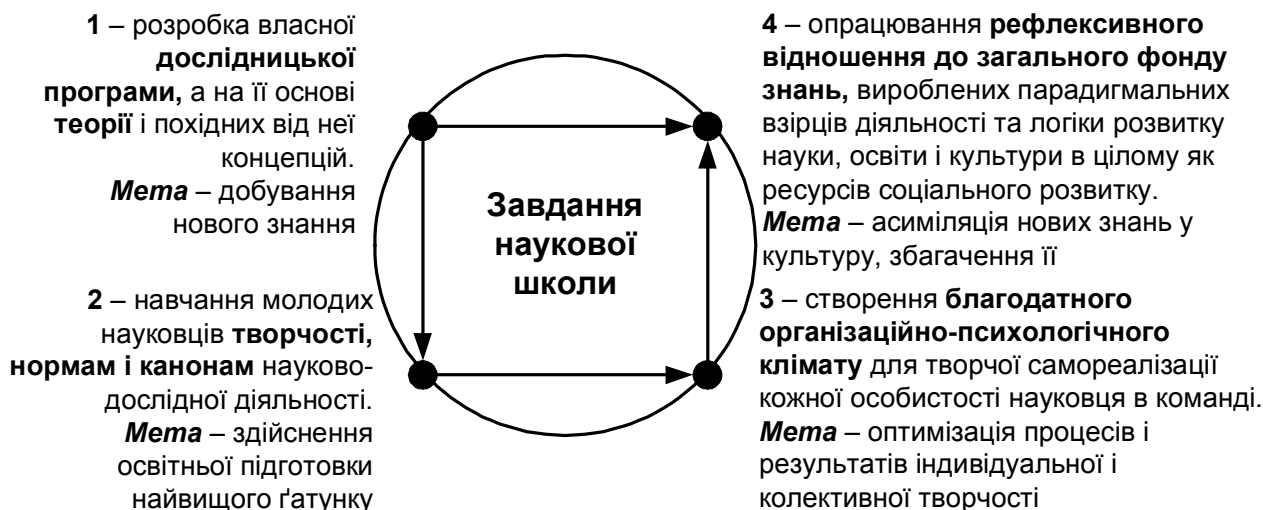 1 – розробка власної
дослідницької
програми, а на її основі
теорії і похідних від неї
концепцій.
Мета – добування
нового знання
2 – навчання молодих
науковців творчості,
нормам і канонам науково-
дослідної діяльності.
Мета – здійснення
освітньої підготовки
найвищого ґатунку
Завдання
наукової
школи
4 – опрацювання рефлексивного
відношення до загального фонду
знань, вироблених парадигмальних
взірців діяльності та логіки розвитку
науки, освіти і культури в цілому як
ресурсів соціального розвитку.
Мета – асиміляція нових знань у
культуру, збагачення її
3 – створення благодатного
організаційно-психологічного
клімату для творчої самореалізації
кожної особистості науковця в команді.
Мета – оптимізація процесів і
результатів індивідуальної і
колективної творчості